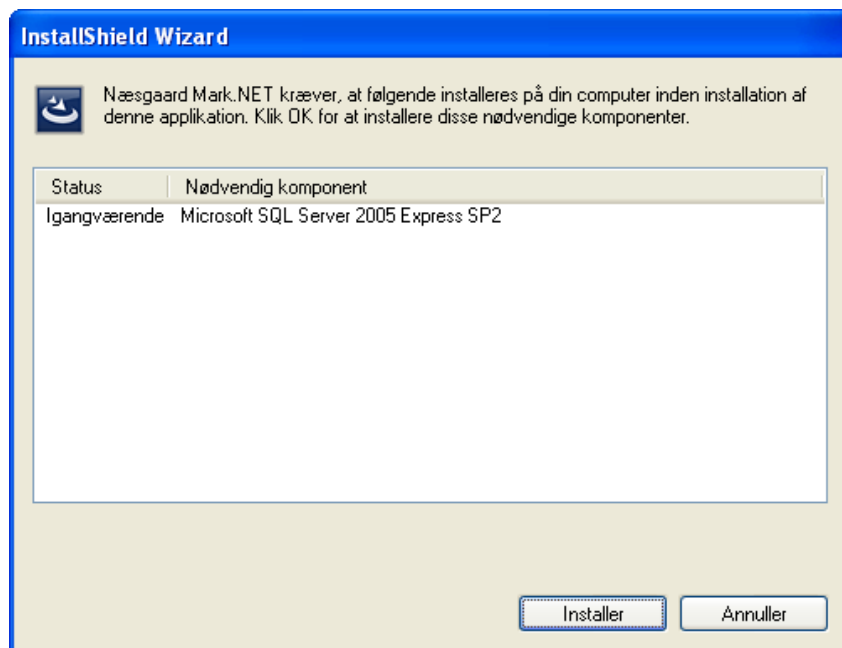 InstallShield Wizard
Næsgaard Mark.NET kræver, at følgende installeres på din computer inden installation af
denne applikation. Klik OK for at installere disse nødvendige komponenter.
Status Nødvendig komponent
Igangværende Microsoft SQL Server 2005 Express SP2
Installer Annuller